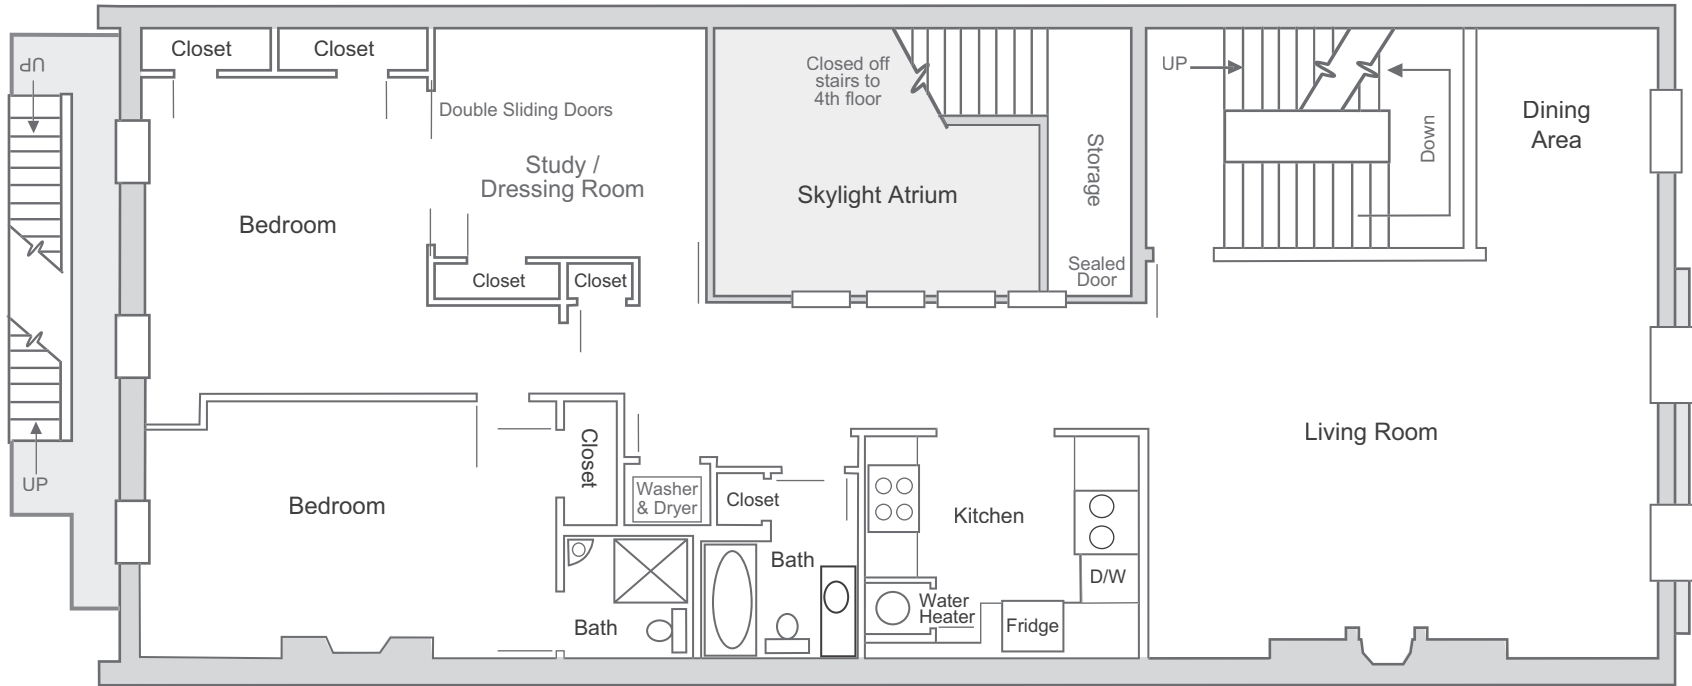 Closet
Closet
UP
Double Sliding Doors
Study /
Dressing Room
Bedroom
Closet
Closet
Closed off
stairs to
4th floor
Skylight Atrium
Storage
Sealed
Door
UP
Down
Dining
Area
Living Room
UP
Bedroom
Closet
Washer
& Dryer
Closet
Bath
Bath
Kitchen
D/W
Water
Heater
Fridge